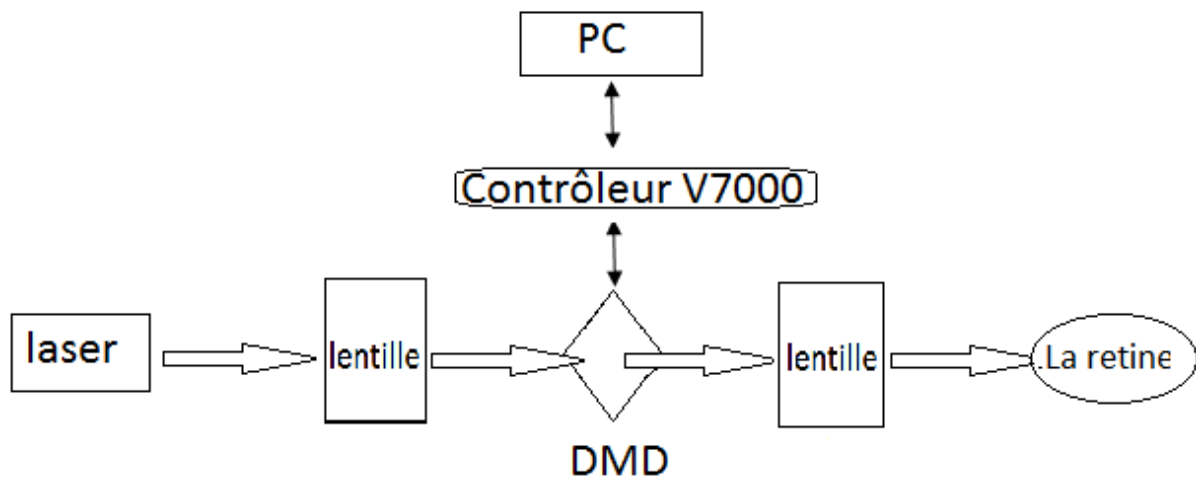 PC
Contrôleur V7000
laser
lentille
lentille
.La retine
DMD